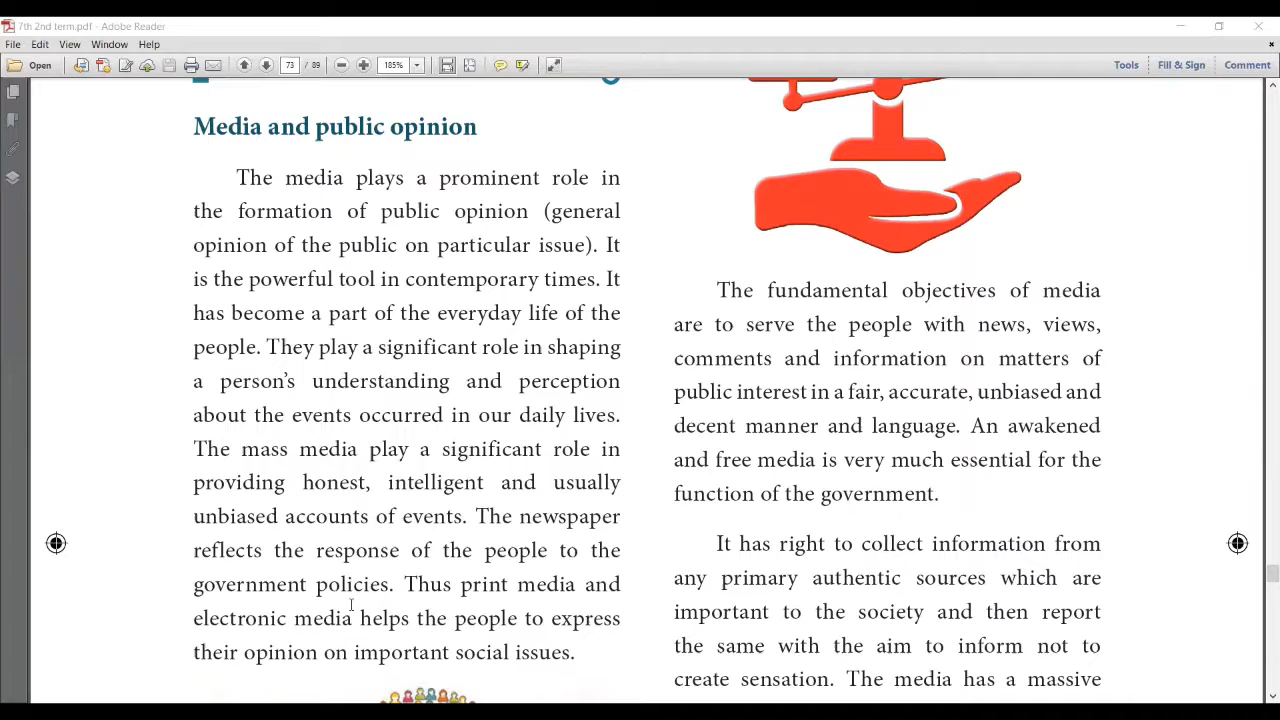 7th 2nd term.pdf - Adobe Reader
File Edit View Window Help
Open 73 / 89 185% Tools Fill & Sign Comment
Media and public opinion
The media plays a prominent role in
the formation of public opinion (general
opinion of the public on particular issue). It
is the powerful tool in contemporary times. It
has become a part of the everyday life of the
people. They play a significant role in shaping
a person’s understanding and perception
about the events occurred in our daily lives.
The mass media play a significant role in
providing honest, intelligent and usually
unbiased accounts of events. The newspaper
reflects the response of the people to the
government policies. Thus print media and
electronic media helps the people to express
their opinion on important social issues.
The fundamental objectives of media
are to serve the people with news, views,
comments and information on matters of
public interest in a fair, accurate, unbiased and
decent manner and language. An awakened
and free media is very much essential for the
function of the government.
It has right to collect information from
any primary authentic sources which are
important to the society and then report
the same with the aim to inform not to
create sensation. The media has a massive